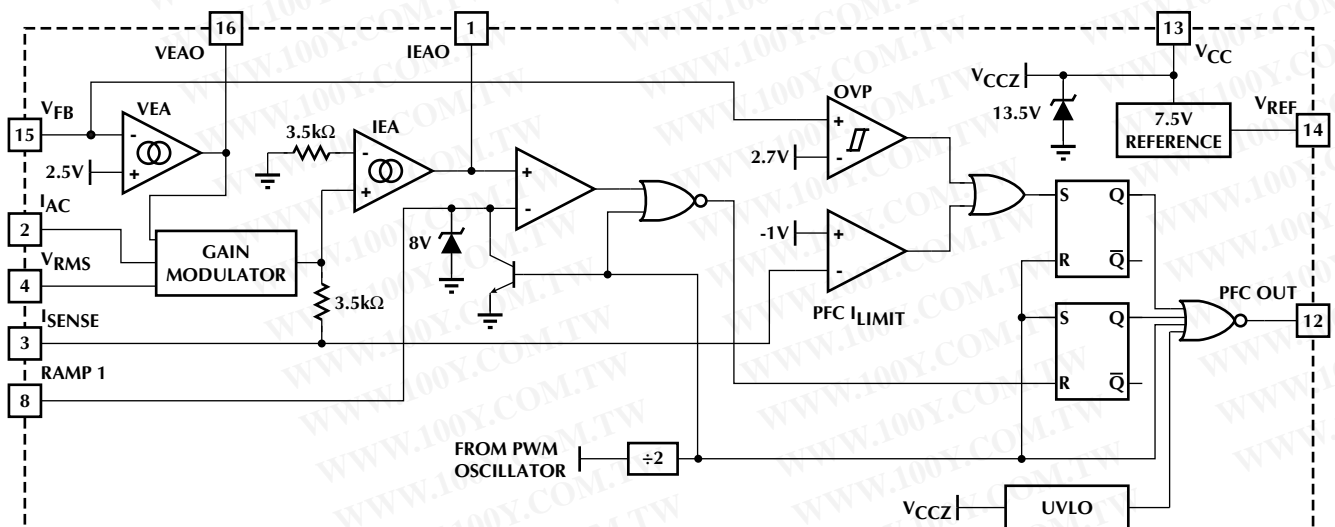 16
VEAO
1
IEAO
13
VCC
VCCZ
13.5V
7.5V
REFERENCE
VREF
14
VFB
15
VEA
-
+
2.5V
3.5kΩ
IEA
-
+
+
-
OVP
+
-
2.7V
IAC
2
VRMS
4
GAIN
MODULATOR
8V
3.5kΩ
ISENSE
3
RAMP 1
8
-1V
+
-
PFC ILIMIT
S
Q
R
Q
S
Q
R
Q
PFC OUT
12
FROM PWM
OSCILLATOR
÷2
VCCZ
UVLO
WWW.100Y.COM.TW